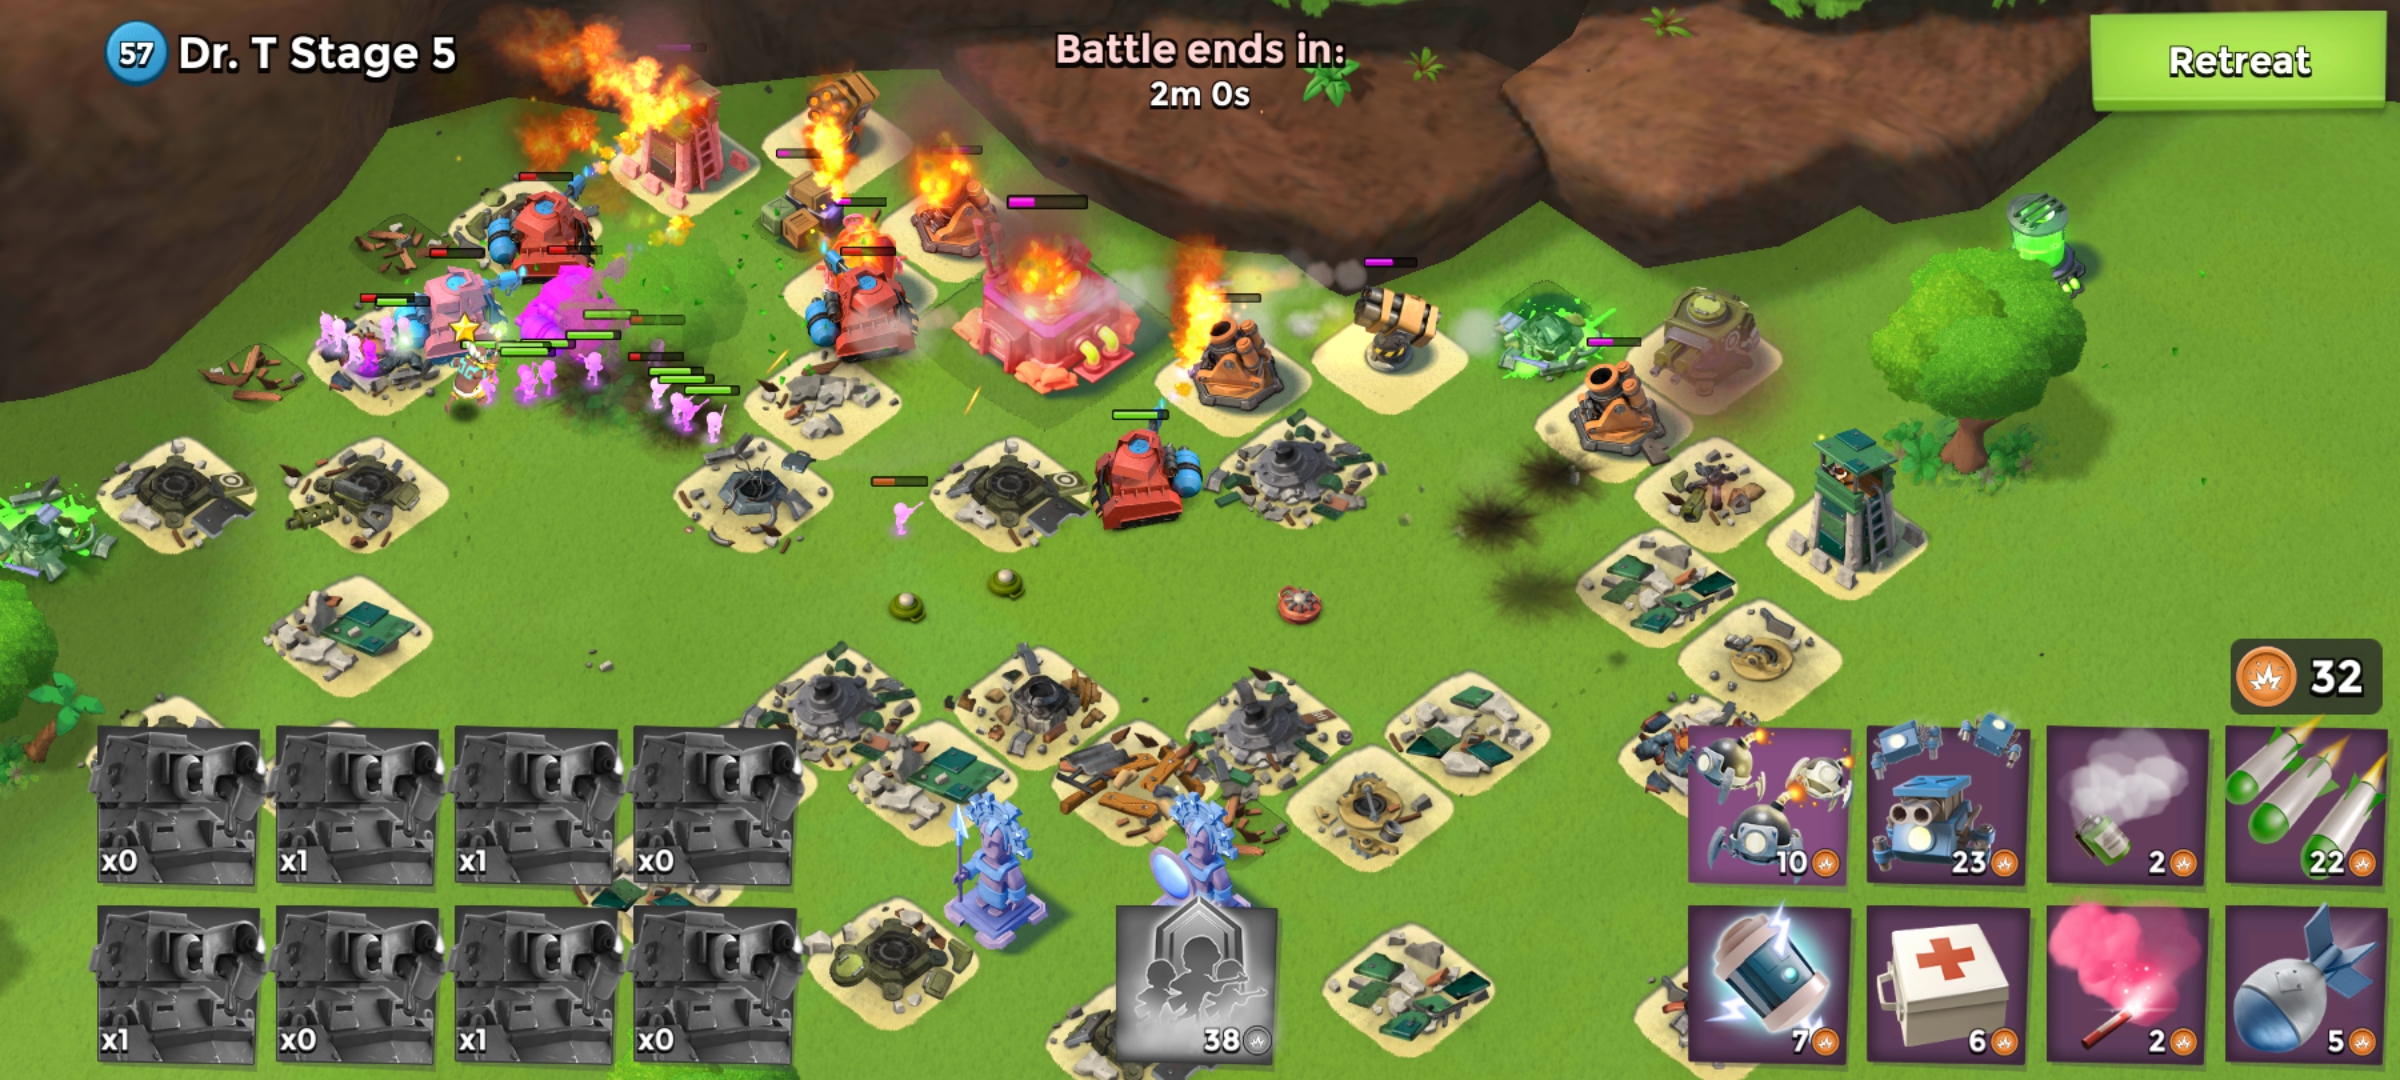 57 Dr. T Stage 5
Battle ends in:
2m 0s
Retreat
32
x0 x1 x1 x0
10 23 2 22
x1 x0 x1 x0
38
7 6 2 5